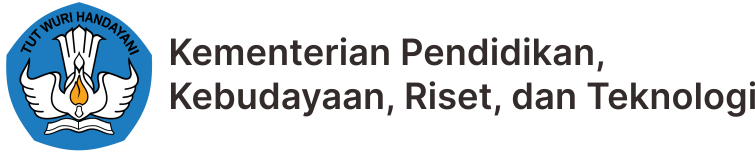 TUT WURI HANDAYANI
Kementerian Pendidikan,
Kebudayaan, Riset, dan Teknologi